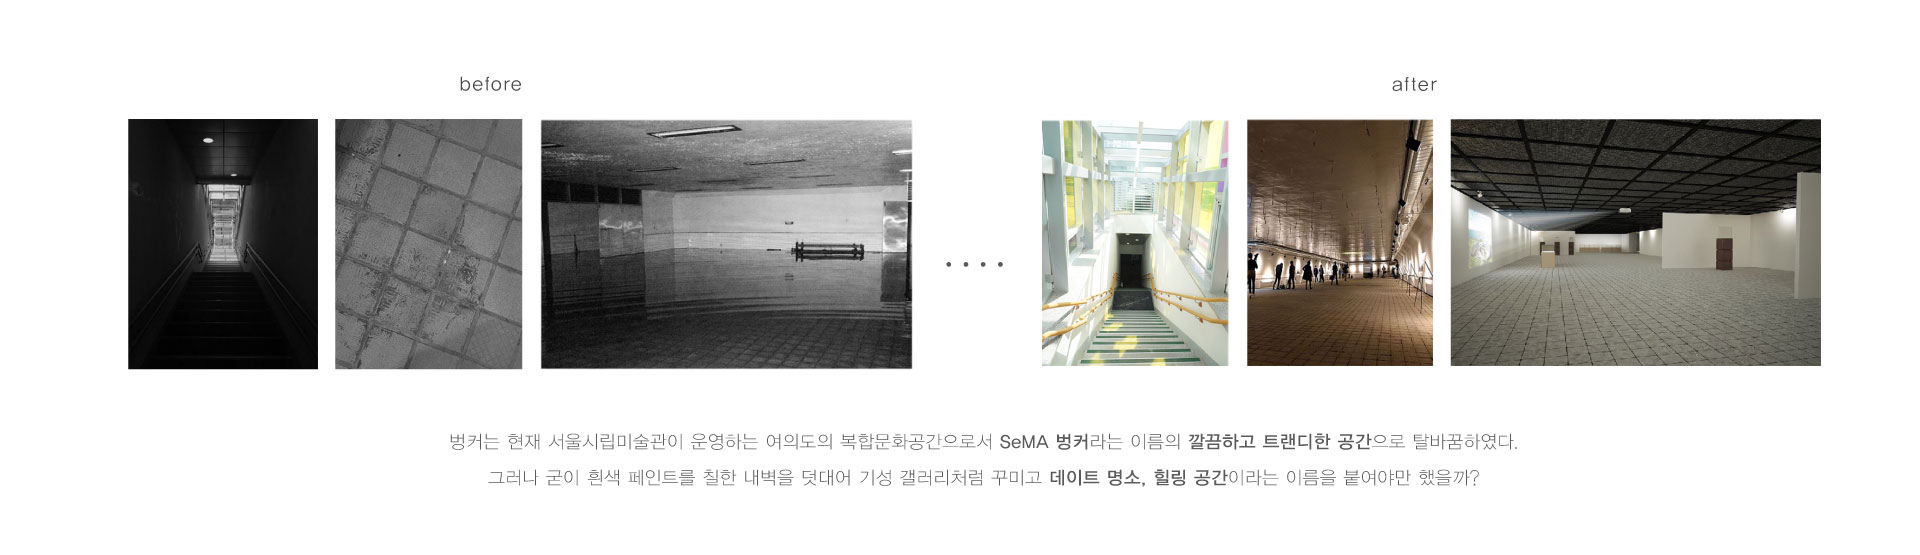 before
after
벙커는 현재 서울시립미술관이 운영하는 여의도의 복합문화공간으로서 SeMA 벙커라는 이름의 깔끔하고 트랜디한 공간으로 탈바꿈하였다.
그러나 굳이 흰색 페인트를 칠한 내벽을 덧대어 기성 갤러리처럼 꾸미고 데이트 명소, 힐링 공간이라는 이름을 붙여야만 했을까?